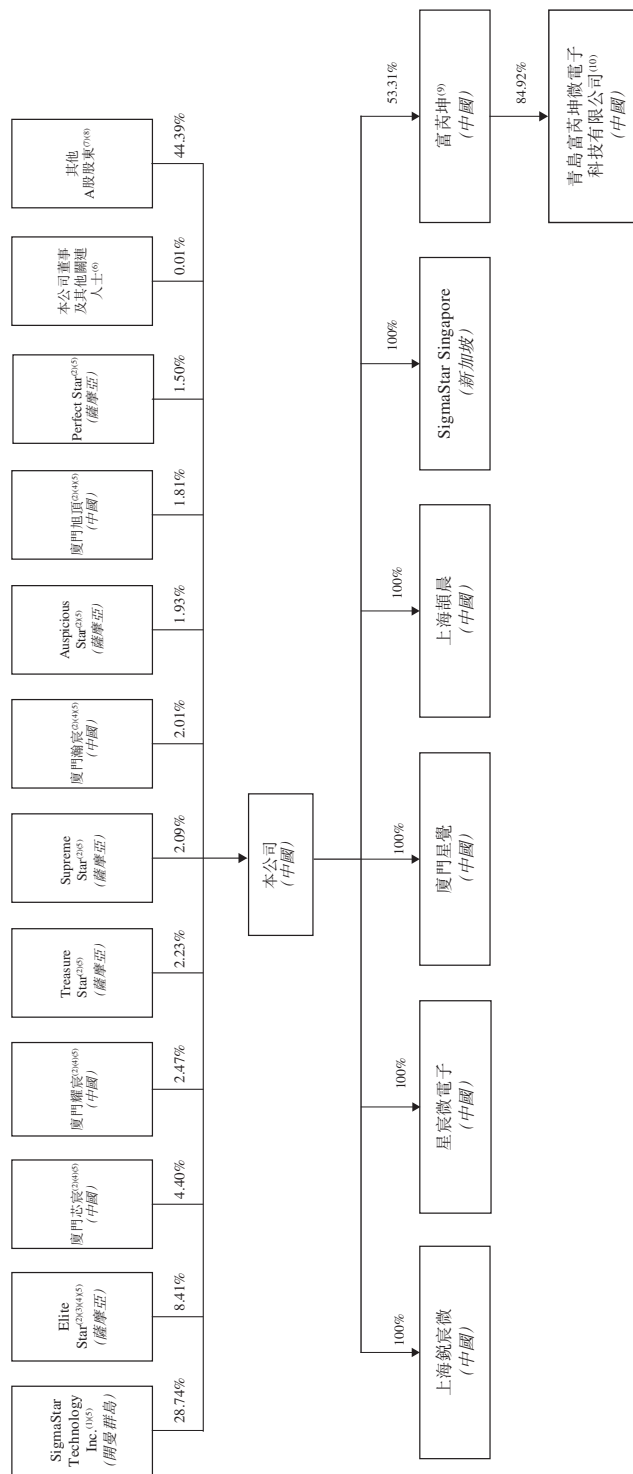 SigmaStar
Technology
Inc.(1)(5)
(開曼群島)
28.74%
Elite
Star(2)(3)(4)(5)
(薩摩亞)
8.41%
廈門芯宸(2)(4)(5)
(中國)
4.40%
廈門耀宸(2)(4)(5)
(中國)
2.47%
Treasure
Star(2)(5)
(薩摩亞)
2.23%
Supreme
Star(2)(5)
(薩摩亞)
2.09%
廈門瀚宸(2)(4)(5)
(中國)
2.01%
Auspicious
Star(2)(5)
(薩摩亞)
1.93%
廈門旭頂(2)(4)(5)
(中國)
1.81%
Perfect Star(2)(5)
(薩摩亞)
1.50%
本公司董事
及其他關連
人士(6)
0.01%
其他
A股股東(7)(8)
44.39%
本公司
(中國)
100%
上海銳宸微
(中國)
100%
星宸微電子
(中國)
100%
廈門星覺
(中國)
100%
上海頡晨
(中國)
100%
SigmaStar Singapore
(新加坡)
53.31%
富芮坤(9)
(中國)
84.92%
青島富芮坤微電子
科技有限公司(10)
(中國)